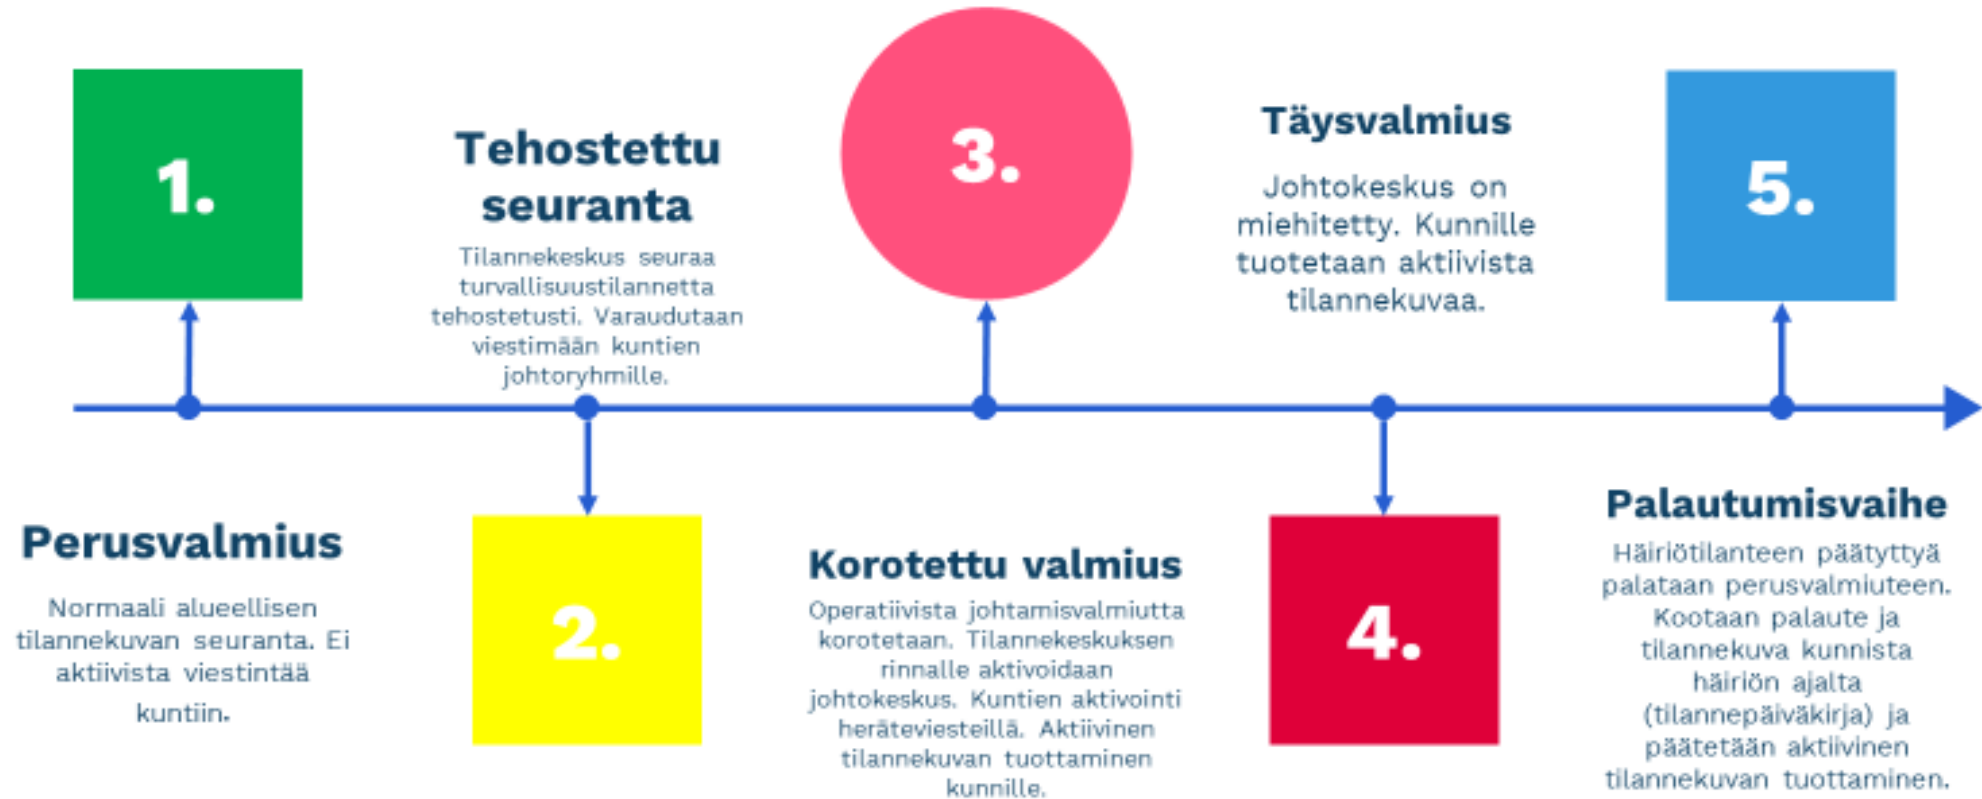 1.
Perusvalmius
Normaali alueellisen
tilannekuvan seuranta. Ei
aktiivista viestintää
kuntiin.
Tehostettu
seuranta
Tilannekeskus seuraa
turvallisuustilannetta
tehostetusti. Varaudutaan
viestimään kuntien
johtoryhmille.
2.
3.
Korotettu valmius
Operatiivista johtamisvalmiutta
korotetaan. Tilannekeskuksen
rinnalle aktivoidaan
johtokeskus. Kuntien aktivointi
heräteviesteillä. Aktiivinen
tilannekuvan tuottaminen
kunnille.
Täysvalmius
Johtokeskus on
miehitetty. Kunnille
tuotetaan aktiivista
tilannekuvaa.
4.
5.
Palautumisvaihe
Häiriötilanteen päätyttyä
palataan perusvalmiuteen.
Kootaan palaute ja
tilannekuva kunnista
häiriön ajalta
(tilannepäiväkirja) ja
päätetään aktiivinen
tilannekuvan tuottaminen.